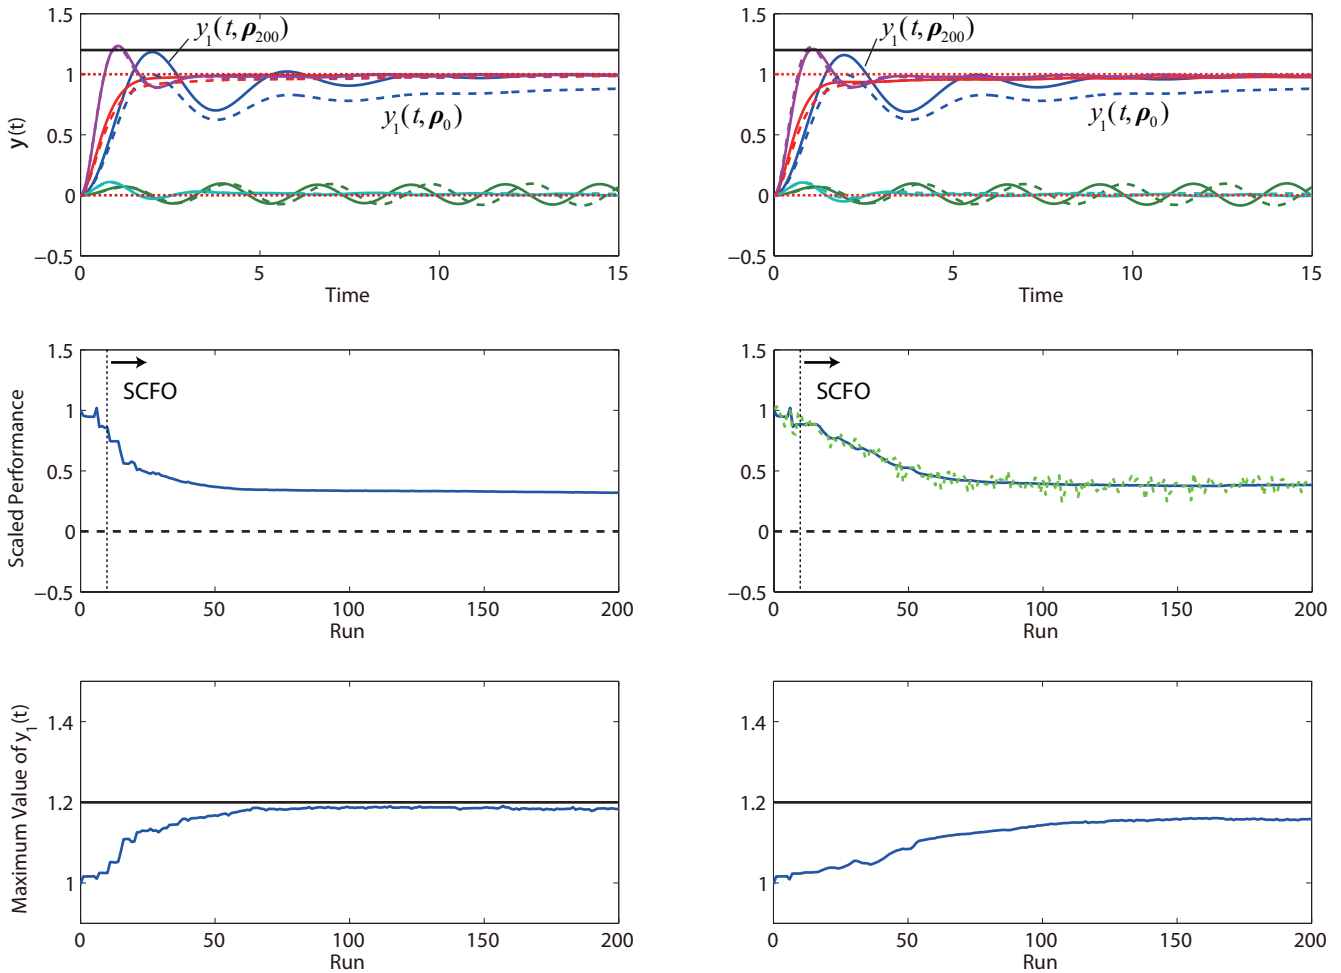 y₁(t, ρ₂₀₀)
y₁(t, ρ₀)
y(t)
1.5
1
0.5
0
−0.5
0 5 10 15
Time
y₁(t, ρ₂₀₀)
y₁(t, ρ₀)
1.5
1
0.5
0
−0.5
0 5 10 15
Time
SCFO
Scaled Performance
1.5
1
0.5
0
−0.5
0 50 100 150 200
Run
SCFO
1.5
1
0.5
0
−0.5
0 50 100 150 200
Run
Maximum Value of y₁(t)
1.4
1.2
1
0 50 100 150 200
Run
1.4
1.2
1
0 50 100 150 200
Run